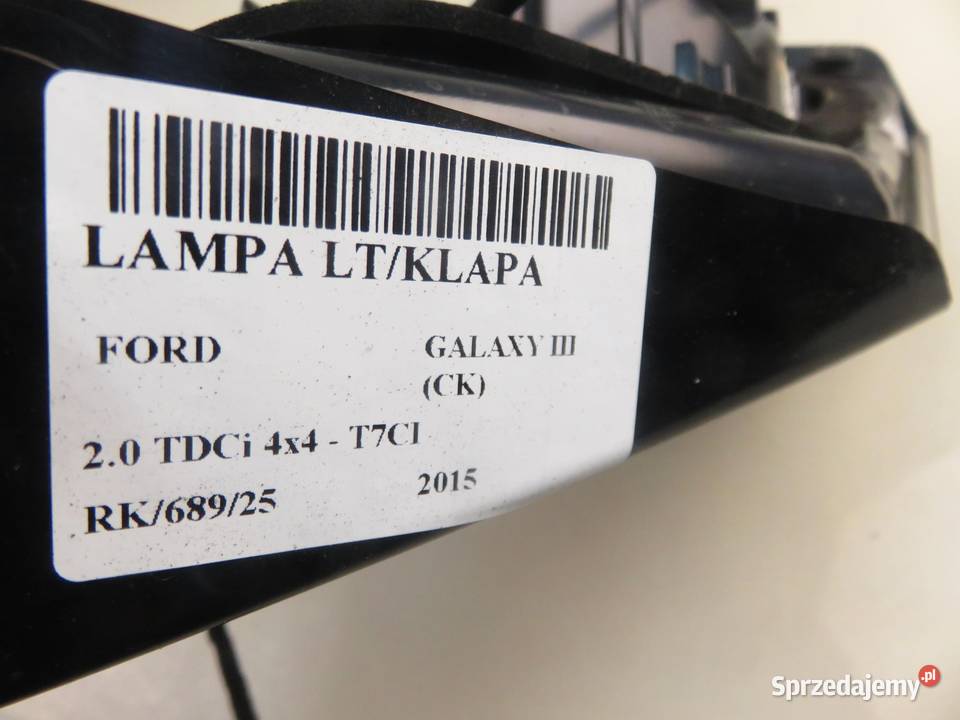 LAMPA LT/KLAPA
FORD GALAXY III
(CK)
2.0 TDCi 4x4 - T7CI
RK/689/25 2015
Sprzedajemy.pl